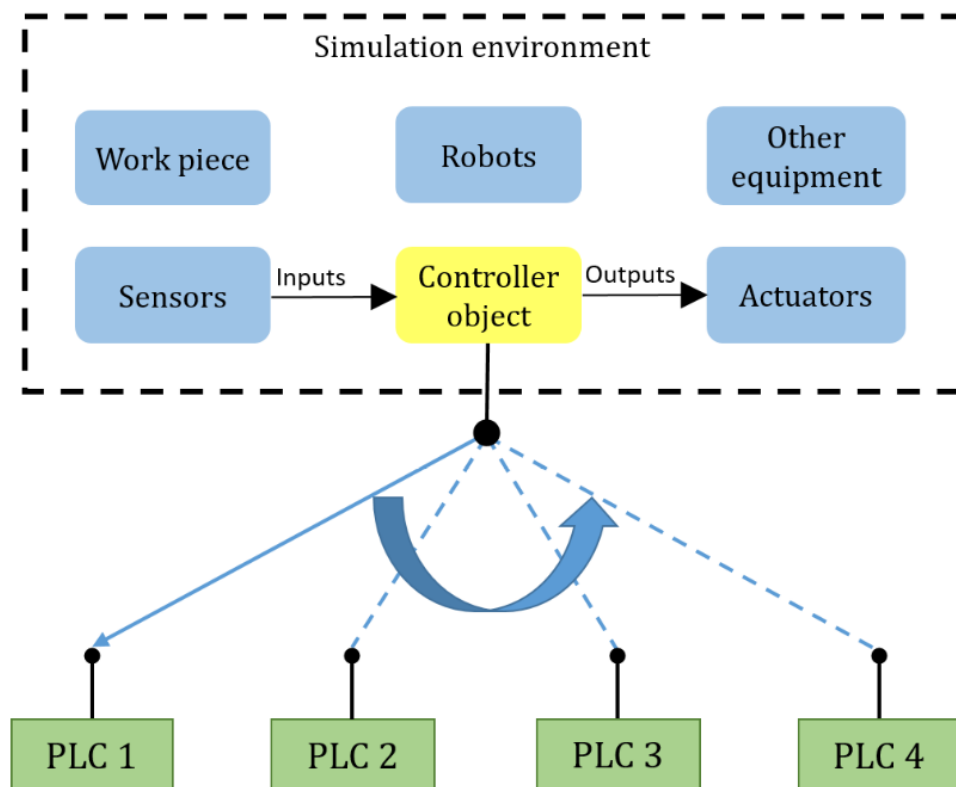 Simulation environment
Work piece
Robots
Other
equipment
Sensors
Inputs
Controller
object
Outputs
Actuators
PLC 1
PLC 2
PLC 3
PLC 4